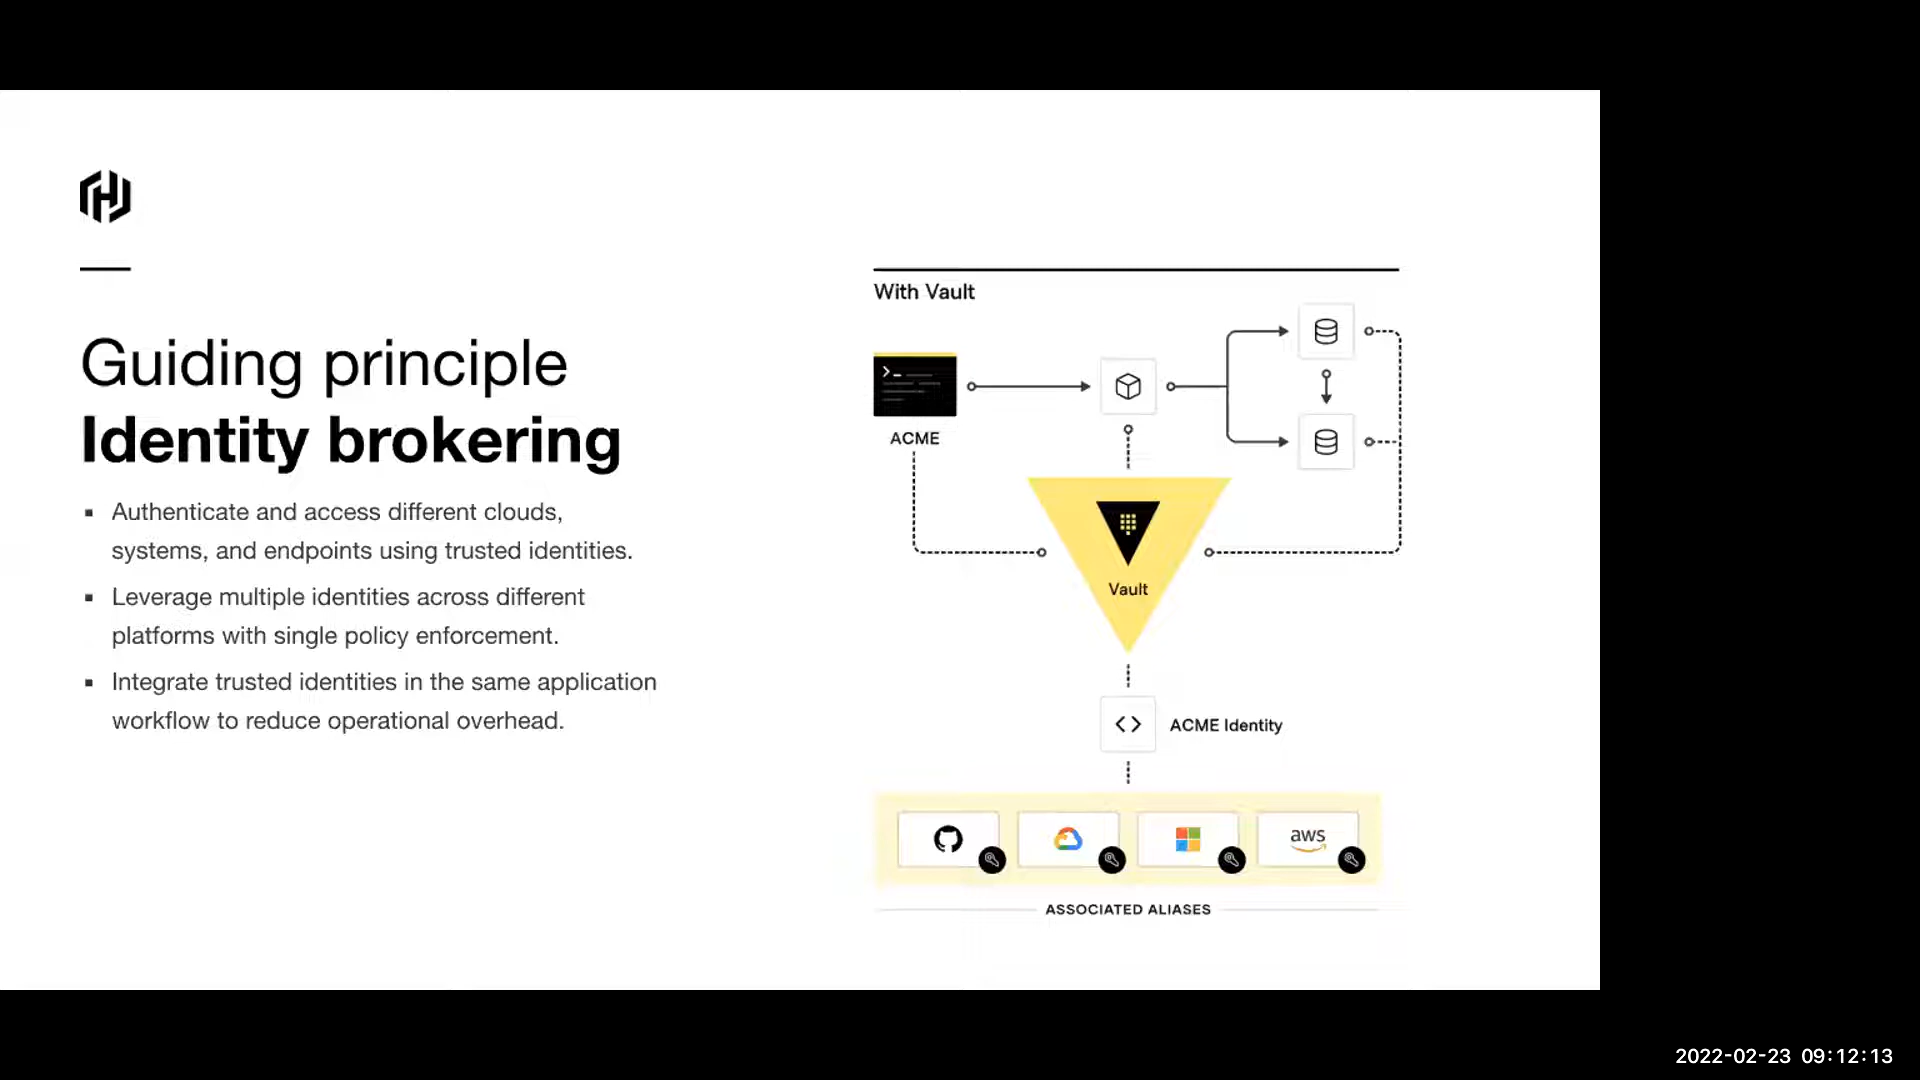 Guiding principle
Identity brokering
▪ Authenticate and access different clouds,
systems, and endpoints using trusted identities.
▪ Leverage multiple identities across different
platforms with single policy enforcement.
▪ Integrate trusted identities in the same application
workflow to reduce operational overhead.
With Vault
ACME
Vault
ACME Identity
aws
ASSOCIATED ALIASES
2022-02-23 09:12:13